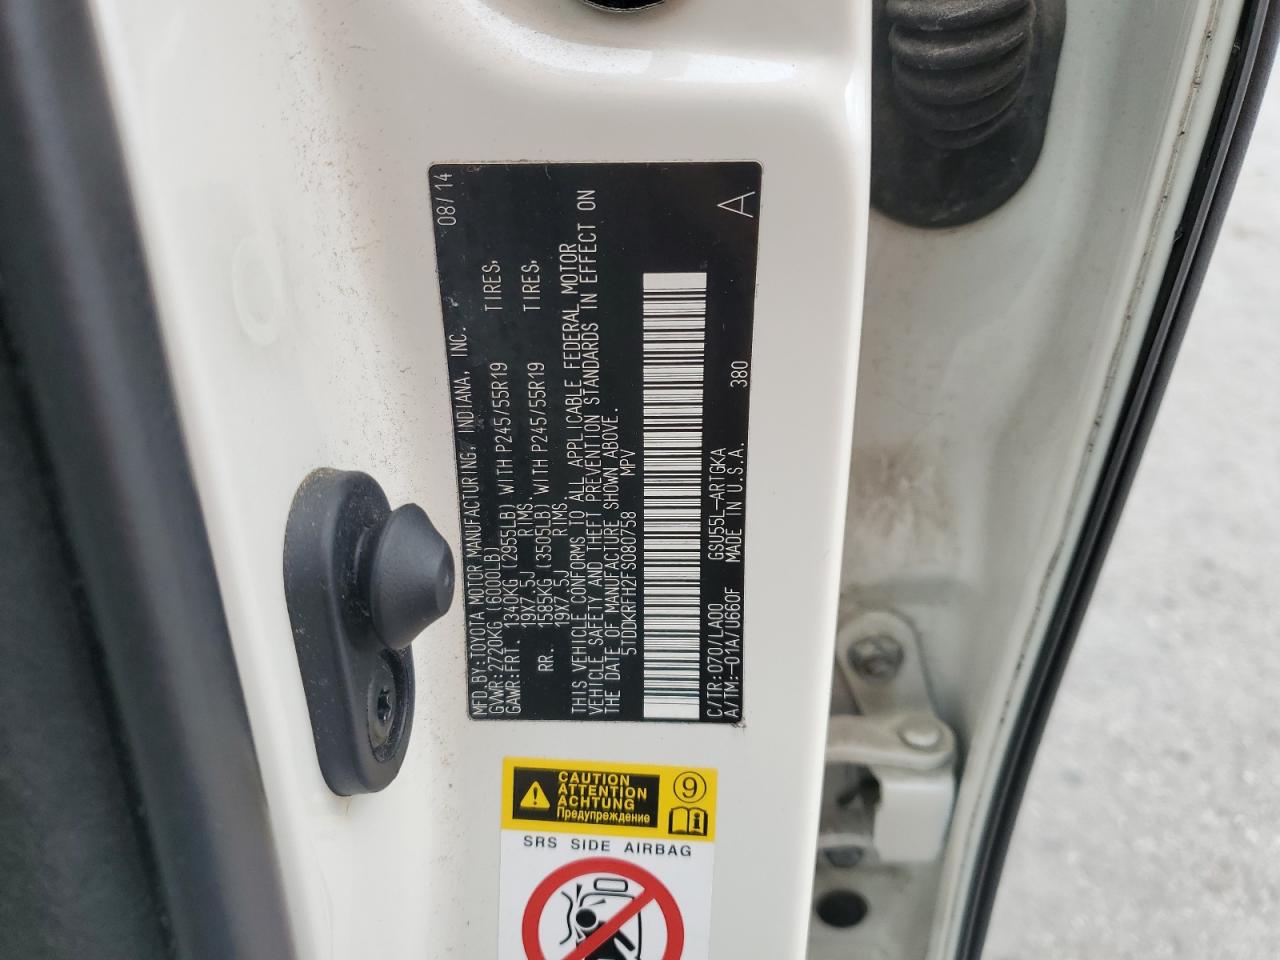 MFD.BY:TOYOTA MOTOR MANUFACTURING, INDIANA, INC. 08/14
GVWR:2720KG(6000LB)
GAWR:FRT. 1340KG (2955LB) WITH P245/55R19 TIRES,
19X7.5J RIMS,
RR. 1585KG (3505LB) WITH P245/55R19 TIRES,
19X7.5J RIMS.
THIS VEHICLE CONFORMS TO ALL APPLICABLE FEDERAL MOTOR
VEHICLE SAFETY AND THEFT PREVENTION STANDARDS IN EFFECT ON
THE DATE OF MANUFACTURE SHOWN ABOVE.
5TDDKRFH2FS080758 MPV
C/TR:070/LA00 GSU55L-ARTGKA 380
A/TM:-01A/U660F MADE IN U.S.A. A
CAUTION
ATTENTION
ACHTUNG
Предупреждение
9
i
SRS SIDE AIRBAG